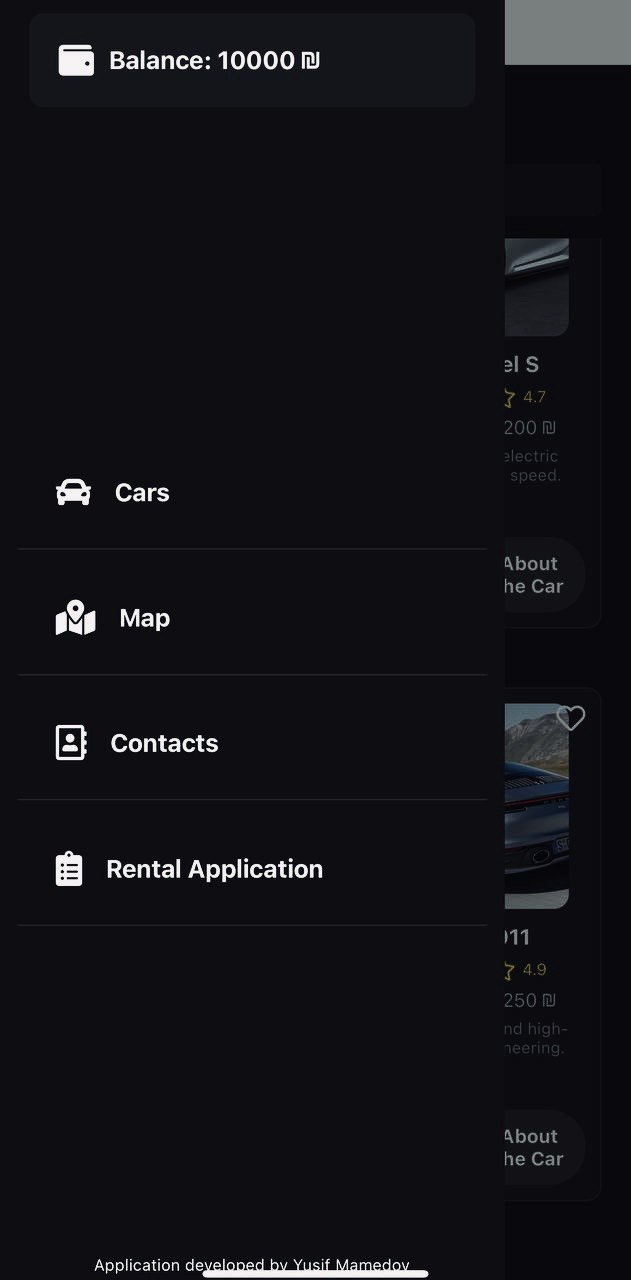 Balance: 10000 ₪
el S
4.7
200 ₪
electric
speed.
Cars
About
he Car
Map
Contacts
Rental Application
911
4.9
250 ₪
nd high-
neering.
About
he Car
Application developed by Yusif Mamedov